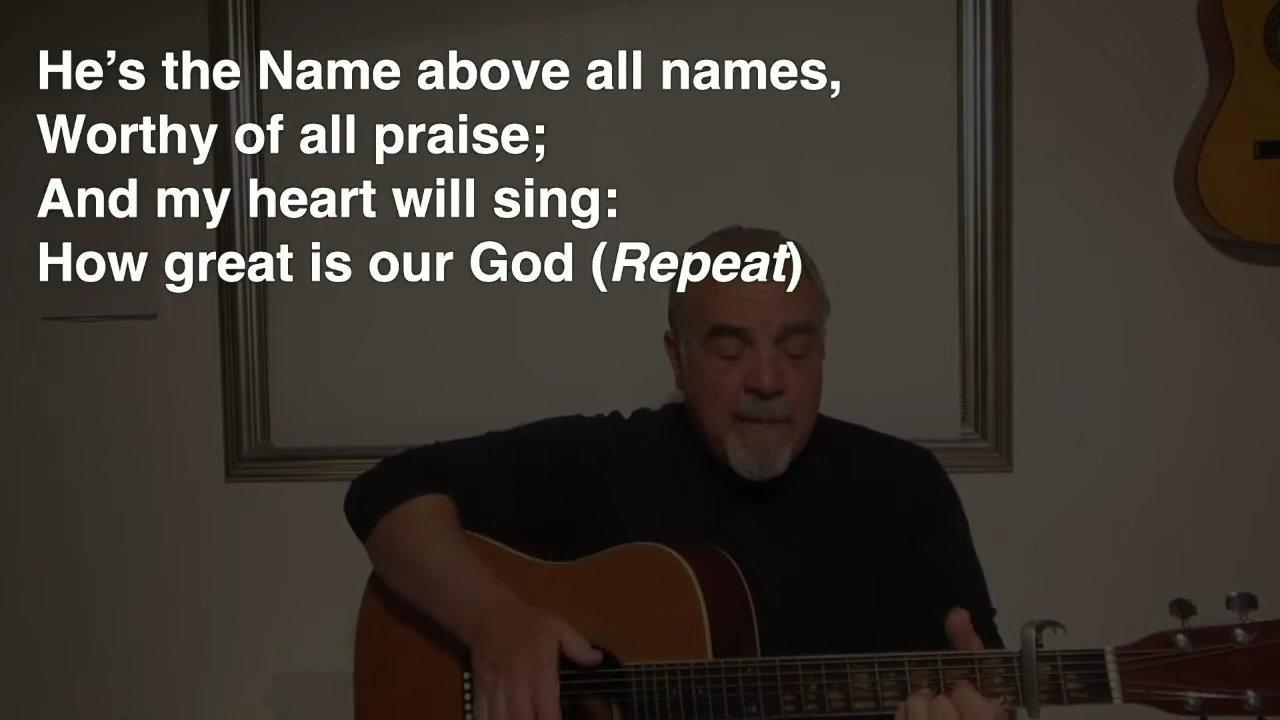 He’s the Name above all names,
Worthy of all praise;
And my heart will sing:
How great is our God (Repeat)